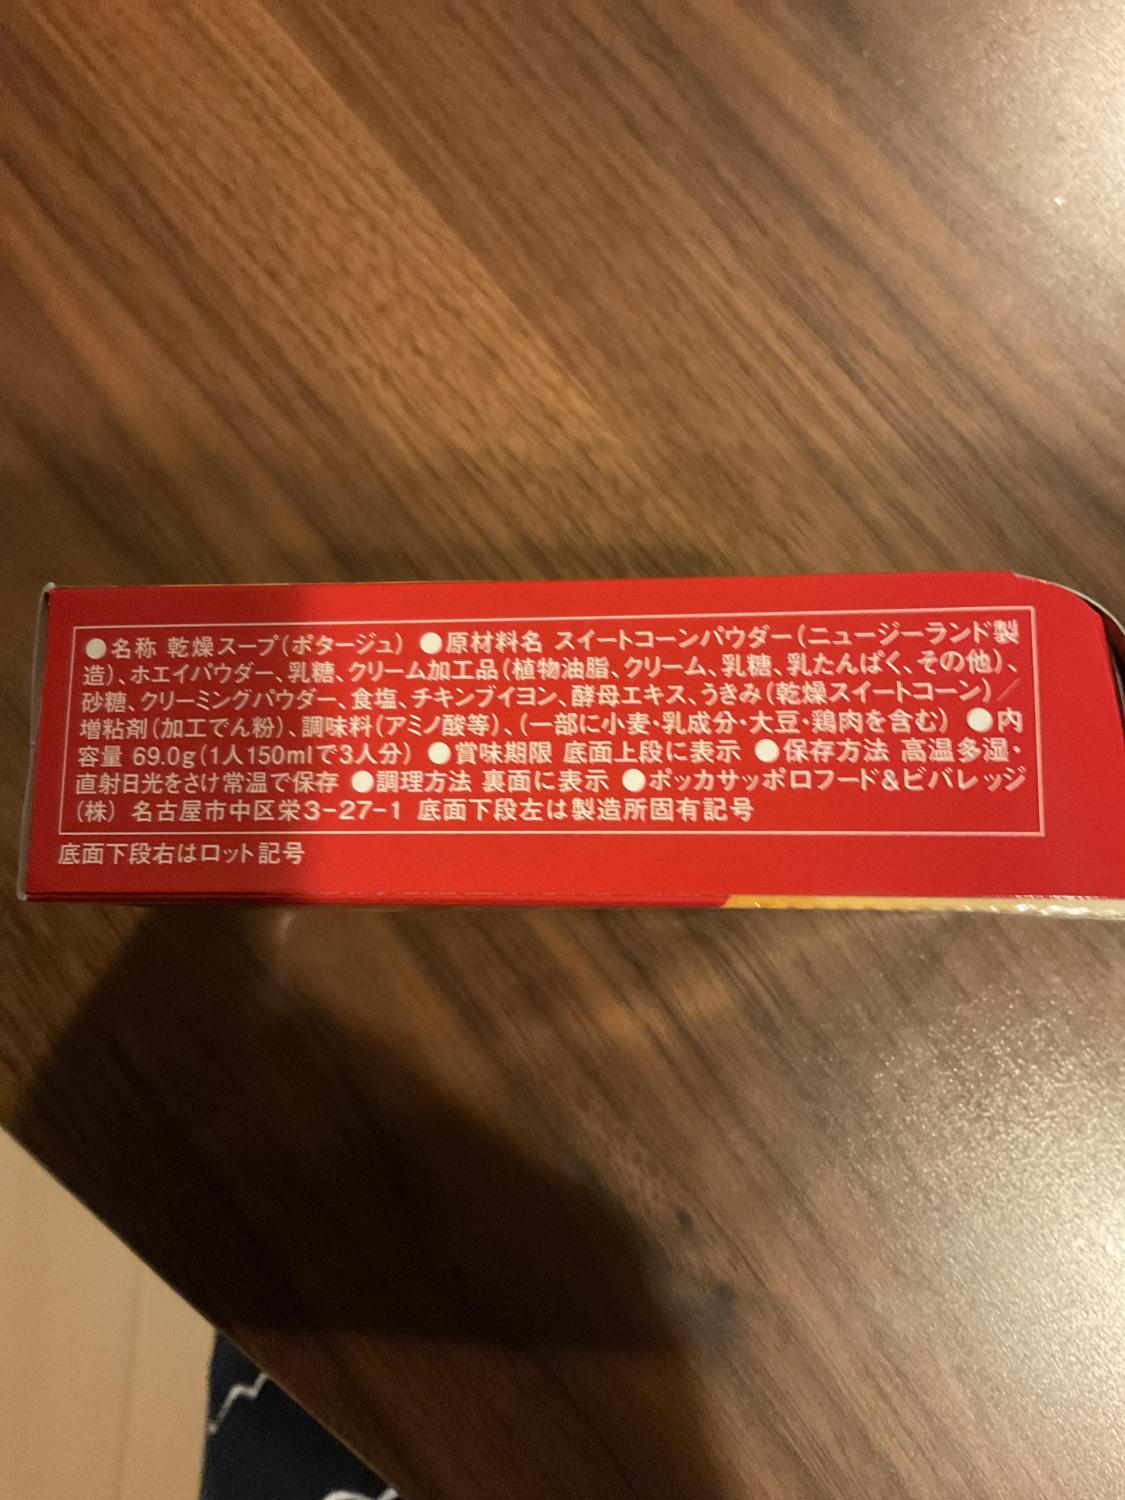 ●名称 乾燥スープ(ポタージュ) ●原材料名 スイートコーンパウダー(ニュージーランド製
造)、ホエイパウダー、乳糖、クリーム加工品(植物油脂、クリーム、乳糖、乳たんぱく、その他)、
砂糖、クリーミングパウダー、食塩、チキンブイヨン、酵母エキス、うきみ(乾燥スイートコーン)/
増粘剤(加工でん粉)、調味料(アミノ酸等)、(一部に小麦・乳成分・大豆・鶏肉を含む) ●内
容量 69.0g(1人150mlで3人分) ●賞味期限 底面上段に表示 ●保存方法 高温多湿・
直射日光をさけ常温で保存 ●調理方法 裏面に表示 ●ポッカサッポロフード&ビバレッジ
(株) 名古屋市中区栄3-27-1 底面下段左は製造所固有記号
底面下段右はロット記号